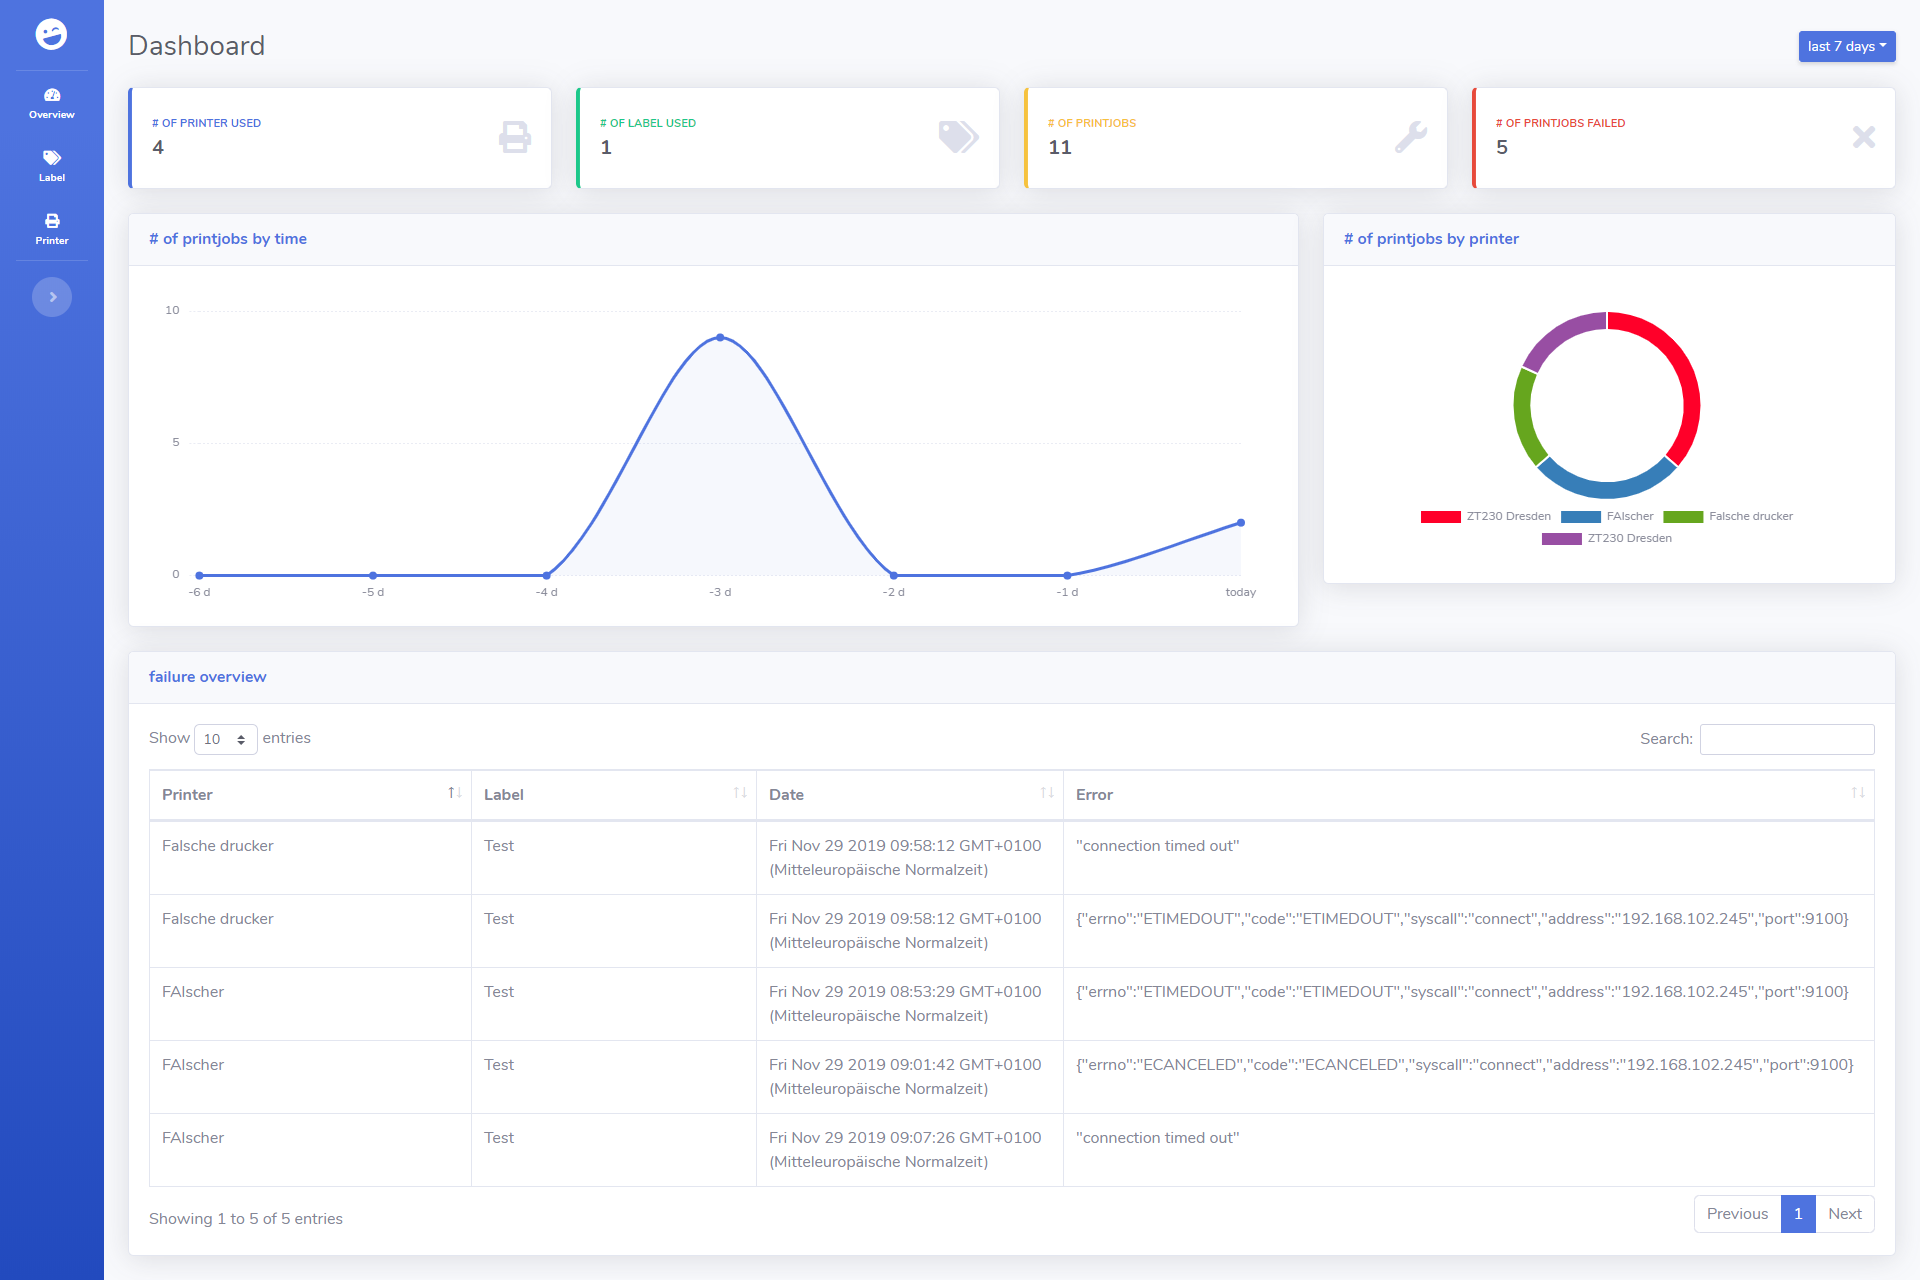 Dashboard
last 7 days
Overview
Label
Printer
# OF PRINTER USED
4
# OF LABEL USED
1
# OF PRINTJOBS
11
# OF PRINTJOBS FAILED
5
# of printjobs by time
10
5
0
-6 d
-5 d
-4 d
-3 d
-2 d
-1 d
today
# of printjobs by printer
ZT230 Dresden
FAlscher
Falsche drucker
ZT230 Dresden
failure overview
Show 10 entries
Search:
Printer
Label
Date
Error
Falsche drucker
Test
Fri Nov 29 2019 09:58:12 GMT+0100
(Mitteleuropäische Normalzeit)
"connection timed out"
Falsche drucker
Test
Fri Nov 29 2019 09:58:12 GMT+0100
(Mitteleuropäische Normalzeit)
{"errno":"ETIMEDOUT","code":"ETIMEDOUT","syscall":"connect","address":"192.168.102.245","port":9100}
FAlscher
Test
Fri Nov 29 2019 08:53:29 GMT+0100
(Mitteleuropäische Normalzeit)
{"errno":"ETIMEDOUT","code":"ETIMEDOUT","syscall":"connect","address":"192.168.102.245","port":9100}
FAlscher
Test
Fri Nov 29 2019 09:01:42 GMT+0100
(Mitteleuropäische Normalzeit)
{"errno":"ECANCELED","code":"ECANCELED","syscall":"connect","address":"192.168.102.245","port":9100}
FAlscher
Test
Fri Nov 29 2019 09:07:26 GMT+0100
(Mitteleuropäische Normalzeit)
"connection timed out"
Showing 1 to 5 of 5 entries
Previous
1
Next